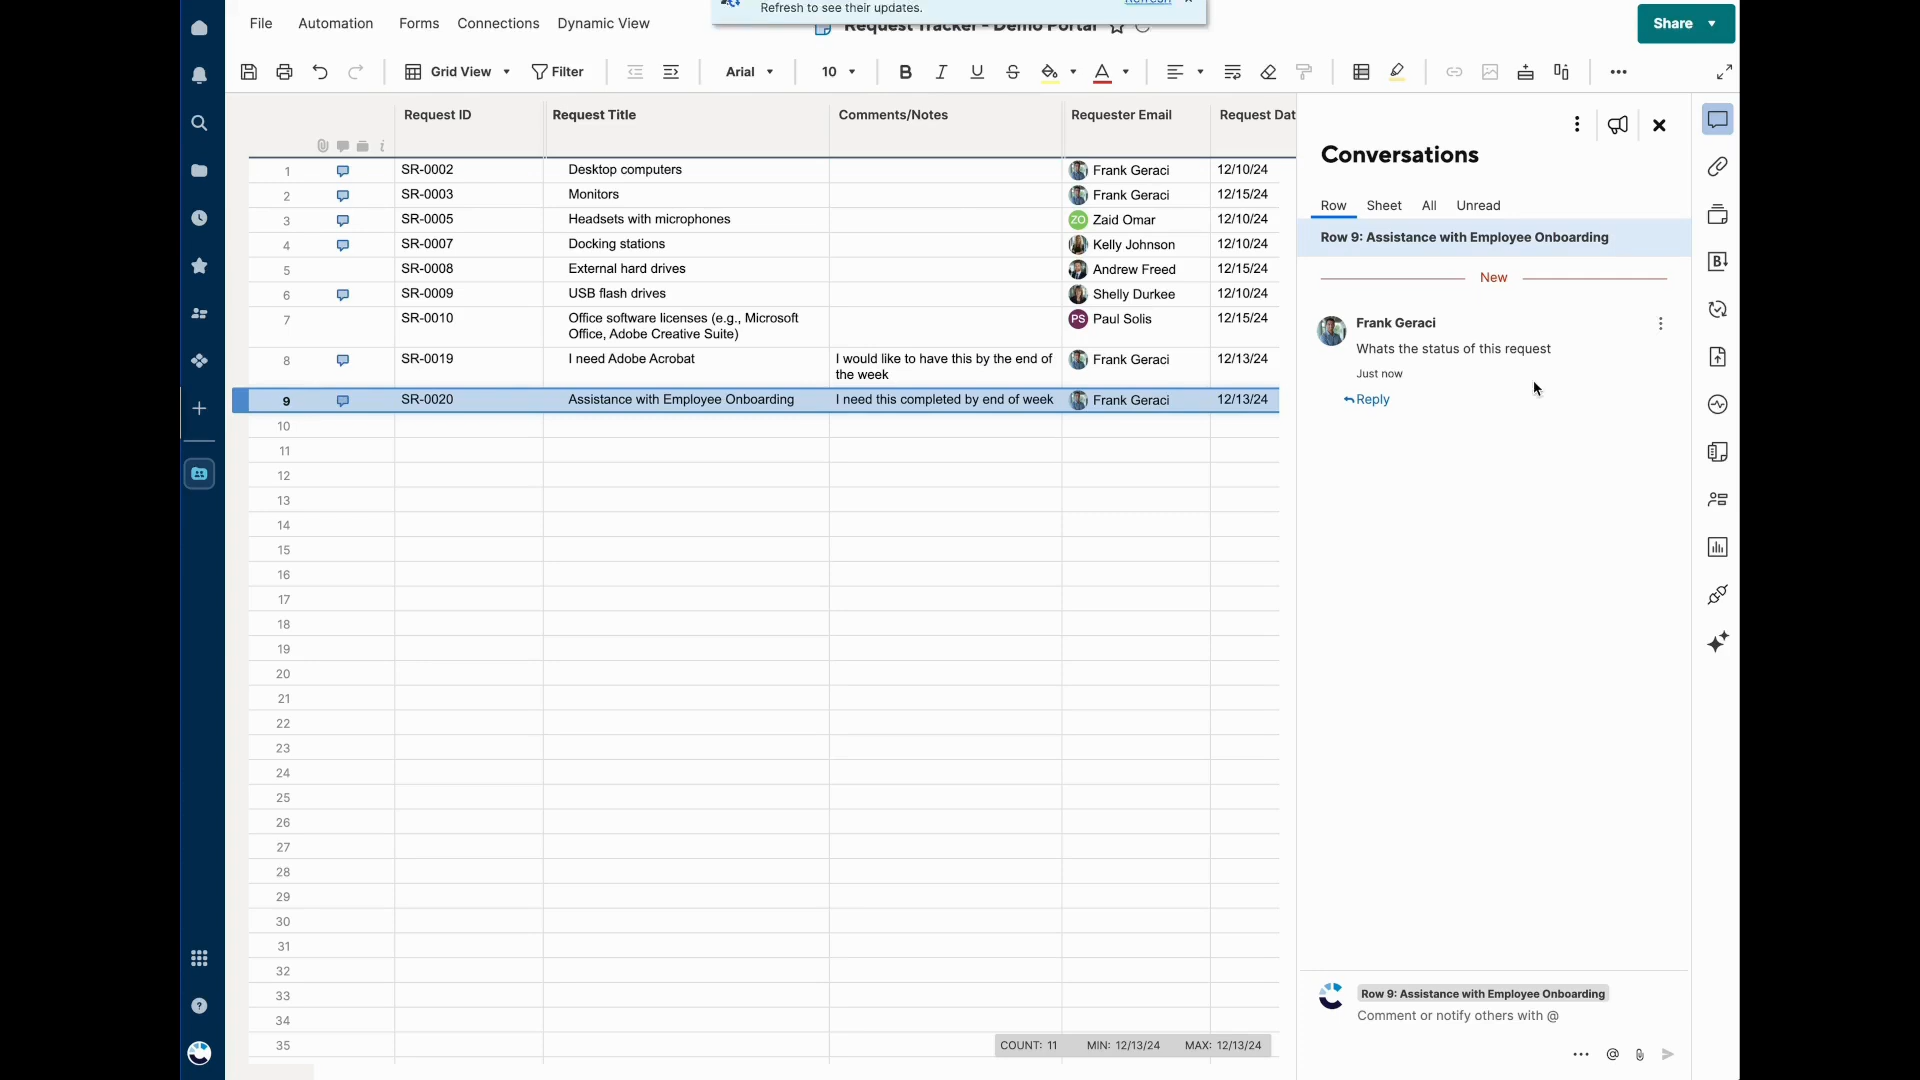 Refresh to see their updates.
Refresh
File
Automation
Forms
Connections
Dynamic View
Request Tracker - Demo Portal
Share
Grid View
Filter
Arial
10
B
I
U
S
A
Request ID
Request Title
Comments/Notes
Requester Email
Request Dat
1
SR-0002
Desktop computers
Frank Geraci
12/10/24
2
SR-0003
Monitors
Frank Geraci
12/15/24
3
SR-0005
Headsets with microphones
ZO
Zaid Omar
12/10/24
4
SR-0007
Docking stations
Kelly Johnson
12/10/24
5
SR-0008
External hard drives
Andrew Freed
12/15/24
6
SR-0009
USB flash drives
Shelly Durkee
12/10/24
7
SR-0010
Office software licenses (e.g., Microsoft
Office, Adobe Creative Suite)
PS
Paul Solis
12/15/24
8
SR-0019
I need Adobe Acrobat
I would like to have this by the end of
the week
Frank Geraci
12/13/24
9
SR-0020
Assistance with Employee Onboarding
I need this completed by end of week
Frank Geraci
12/13/24
10
11
12
13
14
15
16
17
18
19
20
21
22
23
24
25
26
27
28
29
30
31
32
33
34
35
COUNT: 11
MIN: 12/13/24
MAX: 12/13/24
Conversations
Row
Sheet
All
Unread
Row 9: Assistance with Employee Onboarding
New
Frank Geraci
Whats the status of this request
Just now
Reply
Row 9: Assistance with Employee Onboarding
Comment or notify others with @
@